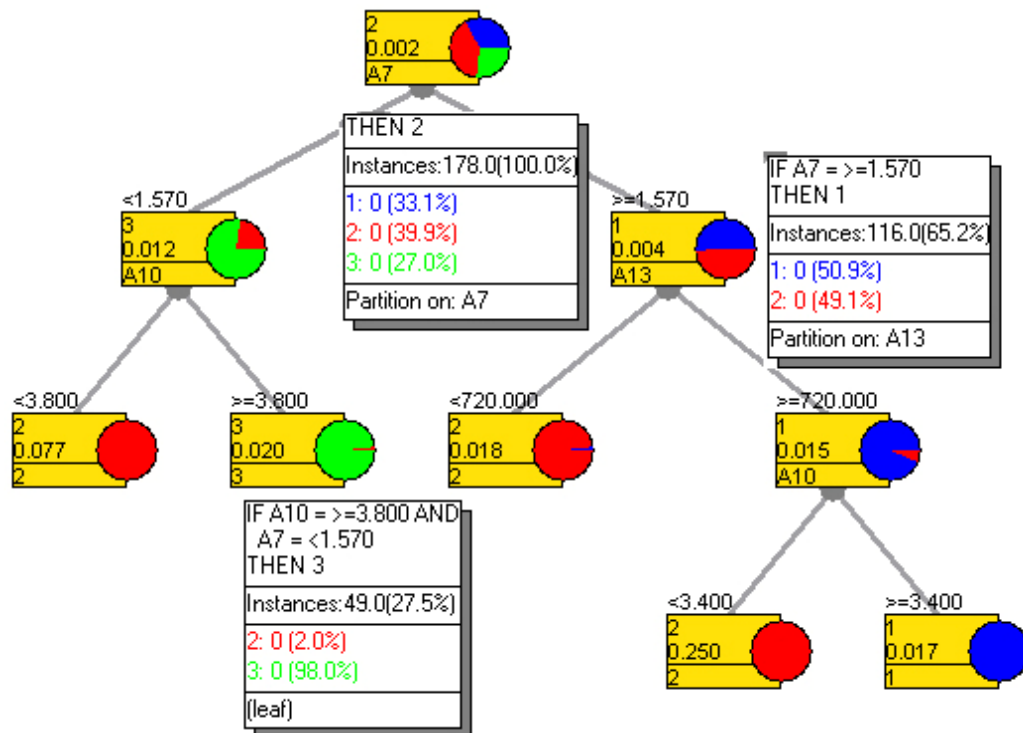 2
0.002
A7
THEN 2
Instances:178.0(100.0%)
1: 0 (33.1%)
2: 0 (39.9%)
3: 0 (27.0%)
Partition on: A7
IF A7 = >=1.570
THEN 1
Instances:116.0(65.2%)
1: 0 (50.9%)
2: 0 (49.1%)
Partition on: A13
<1.570
3
0.012
A10
>=1.570
1
0.004
A13
<3.800
2
0.077
2
>=3.800
3
0.020
3
<720.000
2
0.018
2
>=720.000
1
0.015
A10
IF A10 = >=3.800 AND
A7 = <1.570
THEN 3
Instances:49.0(27.5%)
2: 0 (2.0%)
3: 0 (98.0%)
(leaf)
<3.400
2
0.250
2
>=3.400
1
0.017
1